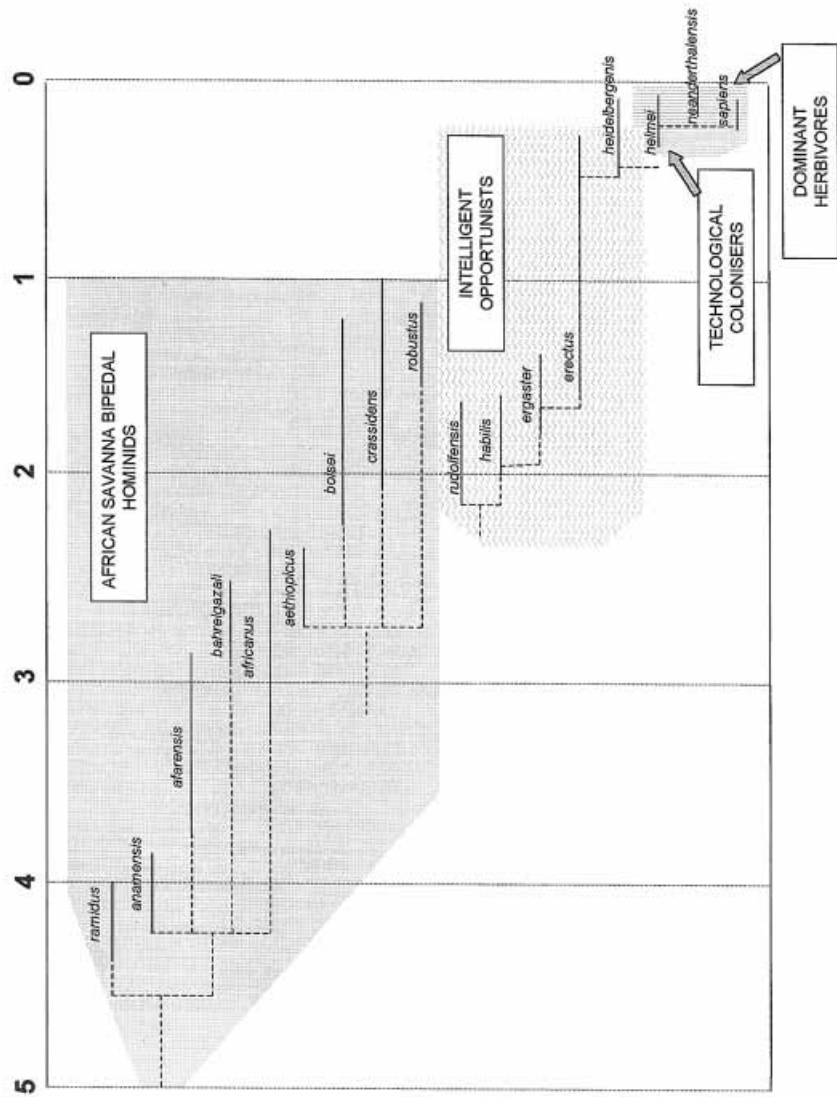 5
4
3
2
1
0
AFRICAN SAVANNA BIPEDAL
HOMINIDS
ramidus
anamensis
afarensis
bahrelgazali
africanus
aethiopicus
boisei
crassidens
robustus
INTELLIGENT
OPPORTUNISTS
rudolfensis
habilis
ergaster
erectus
heidelbergenis
helmei
neanderthalensis
sapiens
TECHNOLOGICAL
COLONISERS
DOMINANT
HERBIVORES